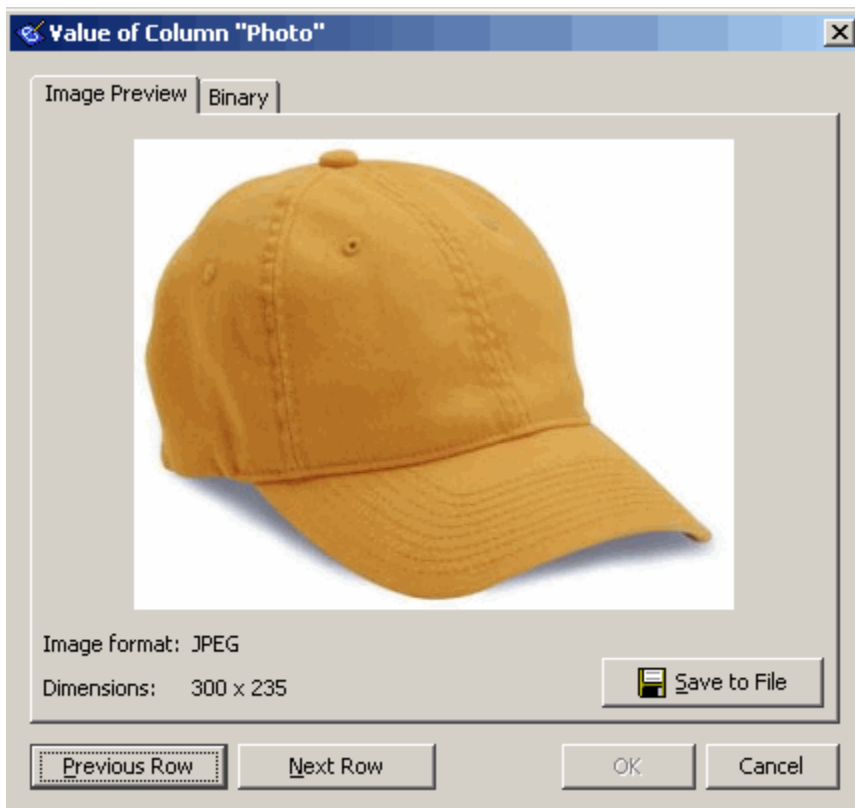 Value of Column "Photo"
Image Preview Binary
Image format: JPEG
Dimensions: 300 x 235
Save to File
Previous Row Next Row OK Cancel